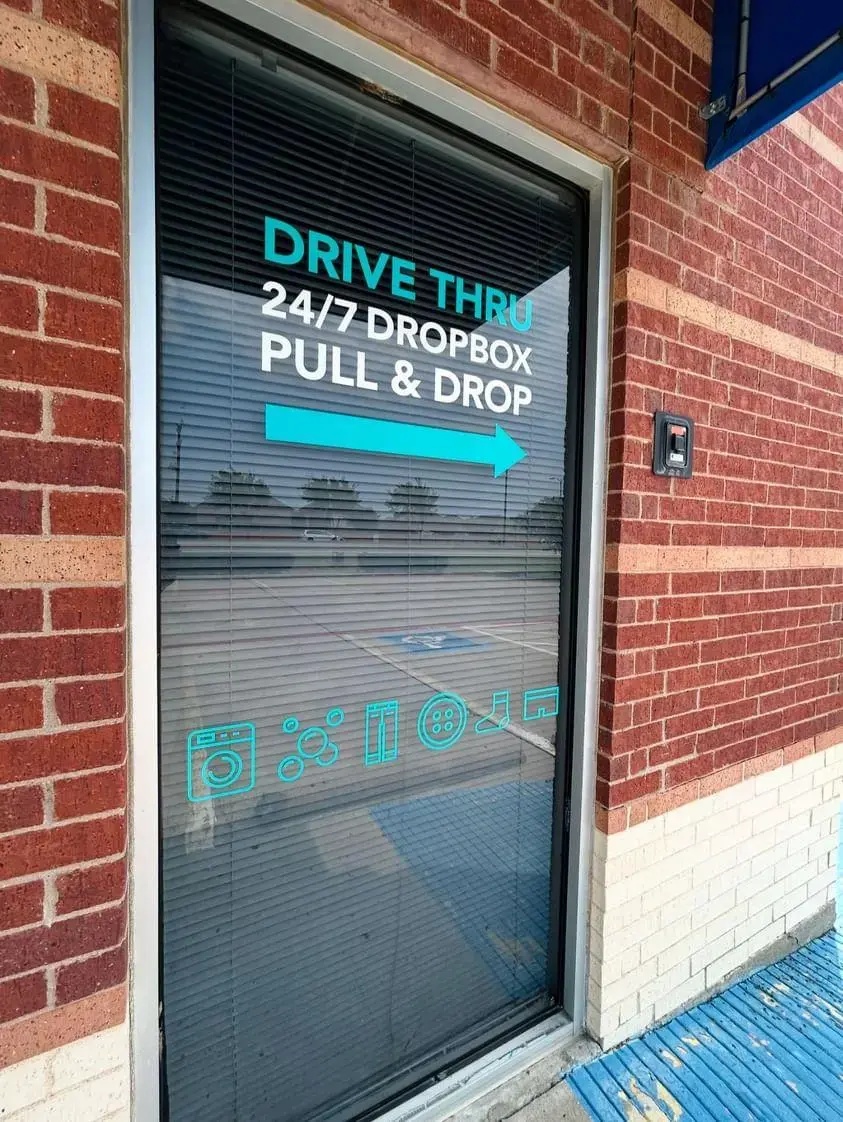 DRIVE THRU
24/7 DROPBOX
PULL & DROP